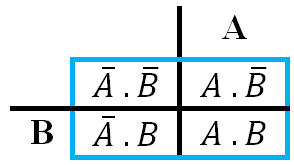 A
Ā . B̄ A . B̄
B Ā . B A . B